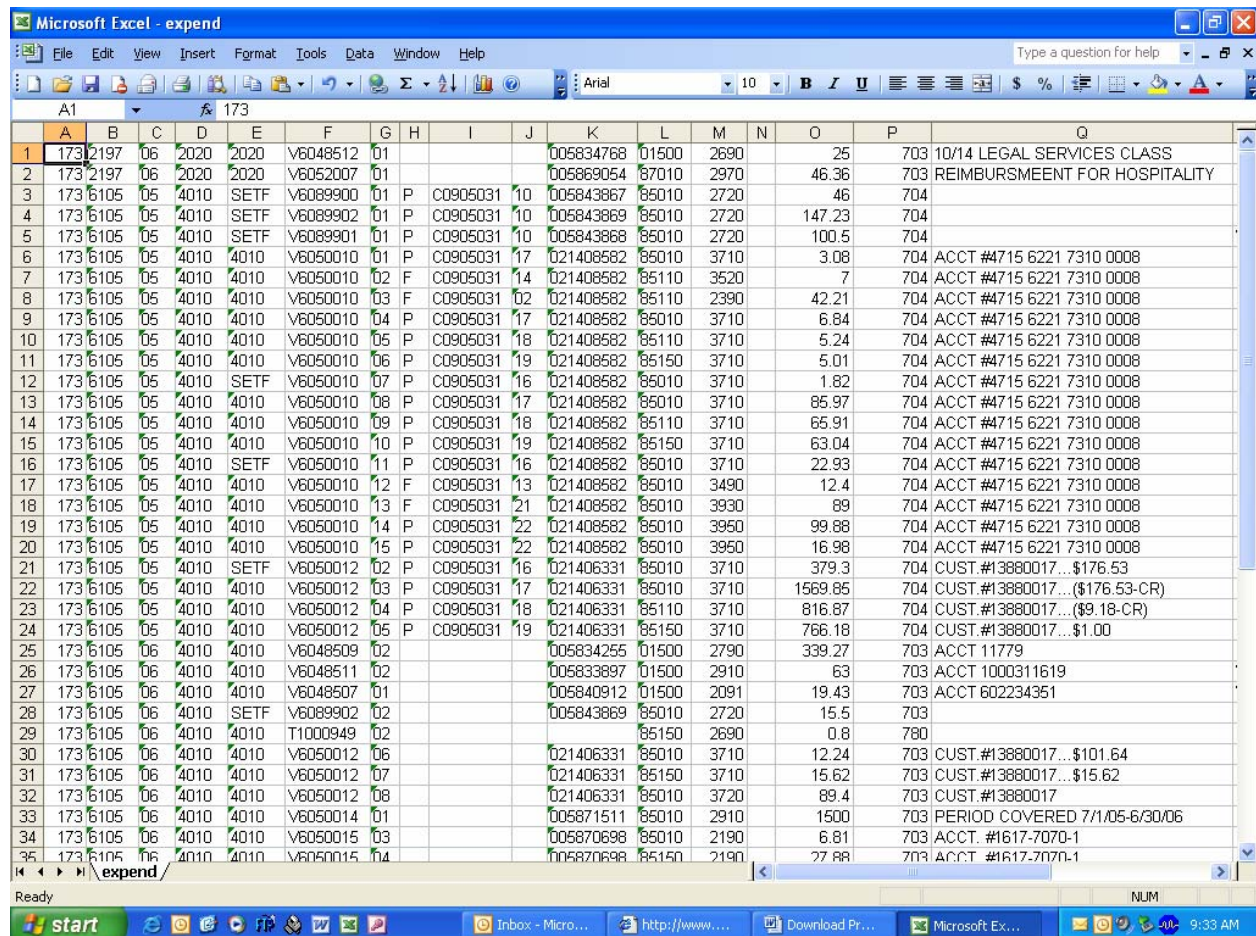 Microsoft Excel - expend
File Edit View Insert Format Tools Data Window Help Type a question for help
Arial 10 B I U $ %
A1 fx 173
A B C D E F G H I J K L M N O P Q
1 173 2197 06 2020 2020 V6048512 01 005834768 01500 2690 25 703 10/14 LEGAL SERVICES CLASS
2 173 2197 06 2020 2020 V6052007 01 005869054 87010 2970 46.36 703 REIMBURSMEENT FOR HOSPITALITY
3 173 6105 05 4010 SETF V6089900 01 P C0905031 10 005843867 85010 2720 46 704
4 173 6105 05 4010 SETF V6089902 01 P C0905031 10 005843869 85010 2720 147.23 704
5 173 6105 05 4010 SETF V6089901 01 P C0905031 10 005843868 85010 2720 100.5 704
6 173 6105 05 4010 4010 V6050010 01 P C0905031 17 021408582 85010 3710 3.08 704 ACCT #4715 6221 7310 0008
7 173 6105 05 4010 4010 V6050010 02 F C0905031 14 021408582 85110 3520 7 704 ACCT #4715 6221 7310 0008
8 173 6105 05 4010 4010 V6050010 03 F C0905031 02 021408582 85110 2390 42.21 704 ACCT #4715 6221 7310 0008
9 173 6105 05 4010 4010 V6050010 04 P C0905031 17 021408582 85010 3710 6.84 704 ACCT #4715 6221 7310 0008
10 173 6105 05 4010 4010 V6050010 05 P C0905031 18 021408582 85110 3710 5.24 704 ACCT #4715 6221 7310 0008
11 173 6105 05 4010 4010 V6050010 06 P C0905031 19 021408582 85150 3710 5.01 704 ACCT #4715 6221 7310 0008
12 173 6105 05 4010 SETF V6050010 07 P C0905031 16 021408582 85010 3710 1.82 704 ACCT #4715 6221 7310 0008
13 173 6105 05 4010 4010 V6050010 08 P C0905031 17 021408582 85010 3710 85.97 704 ACCT #4715 6221 7310 0008
14 173 6105 05 4010 4010 V6050010 09 P C0905031 18 021408582 85110 3710 65.91 704 ACCT #4715 6221 7310 0008
15 173 6105 05 4010 4010 V6050010 10 P C0905031 19 021408582 85150 3710 63.04 704 ACCT #4715 6221 7310 0008
16 173 6105 05 4010 SETF V6050010 11 P C0905031 16 021408582 85010 3710 22.93 704 ACCT #4715 6221 7310 0008
17 173 6105 05 4010 4010 V6050010 12 F C0905031 13 021408582 85010 3490 12.4 704 ACCT #4715 6221 7310 0008
18 173 6105 05 4010 4010 V6050010 13 F C0905031 21 021408582 85010 3930 89 704 ACCT #4715 6221 7310 0008
19 173 6105 05 4010 4010 V6050010 14 P C0905031 22 021408582 85010 3950 99.88 704 ACCT #4715 6221 7310 0008
20 173 6105 05 4010 4010 V6050010 15 P C0905031 22 021408582 85010 3950 16.98 704 ACCT #4715 6221 7310 0008
21 173 6105 05 4010 SETF V6050012 02 P C0905031 16 021406331 85010 3710 379.3 704 CUST.#13880017...$176.53
22 173 6105 05 4010 4010 V6050012 03 P C0905031 17 021406331 85010 3710 1569.85 704 CUST.#13880017...($176.53-CR)
23 173 6105 05 4010 4010 V6050012 04 P C0905031 18 021406331 85110 3710 816.87 704 CUST.#13880017...($9.18-CR)
24 173 6105 05 4010 4010 V6050012 05 P C0905031 19 021406331 85150 3710 766.18 704 CUST.#13880017...$1.00
25 173 6105 06 4010 4010 V6048509 02 005834255 01500 2790 339.27 703 ACCT 11779
26 173 6105 06 4010 4010 V6048511 02 005833897 01500 2910 63 703 ACCT 1000311619
27 173 6105 06 4010 4010 V6048507 01 005840912 01500 2091 19.43 703 ACCT 602234351
28 173 6105 06 4010 SETF V6089902 02 005843869 85010 2720 15.5 703
29 173 6105 06 4010 4010 T1000949 02 85150 2690 0.8 780
30 173 6105 06 4010 4010 V6050012 06 021406331 85010 3710 12.24 703 CUST.#13880017...$101.64
31 173 6105 06 4010 4010 V6050012 07 021406331 85150 3710 15.62 703 CUST.#13880017...$15.62
32 173 6105 06 4010 4010 V6050012 08 021406331 85010 3720 89.4 703 CUST.#13880017
33 173 6105 06 4010 4010 V6050014 01 005871511 85010 2910 1500 703 PERIOD COVERED 7/1/05-6/30/06
34 173 6105 06 4010 4010 V6050015 03 005870698 85010 2190 6.81 703 ACCT. #1617-7070-1
35 173 6105 06 4010 4010 V6050015 04 005870698 85150 2190 27.88 703 ACCT. #1617-7070-1
expend
Ready NUM
start Inbox - Micro... http://www.... Download Pr... Microsoft Ex... 9:33 AM